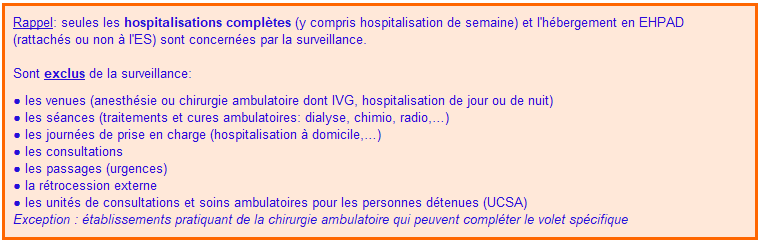 Rappel: seules les hospitalisations complètes (y compris hospitalisation de semaine) et l'hébergement en EHPAD
(rattachés ou non à l'ES) sont concernées par la surveillance.
Sont exclus de la surveillance:
● les venues (anesthésie ou chirurgie ambulatoire dont IVG, hospitalisation de jour ou de nuit)
● les séances (traitements et cures ambulatoires: dialyse, chimio, radio,...)
● les journées de prise en charge (hospitalisation à domicile,...)
● les consultations
● les passages (urgences)
● la rétrocession externe
● les unités de consultations et soins ambulatoires pour les personnes détenues (UCSA)
Exception : établissements pratiquant de la chirurgie ambulatoire qui peuvent compléter le volet spécifique